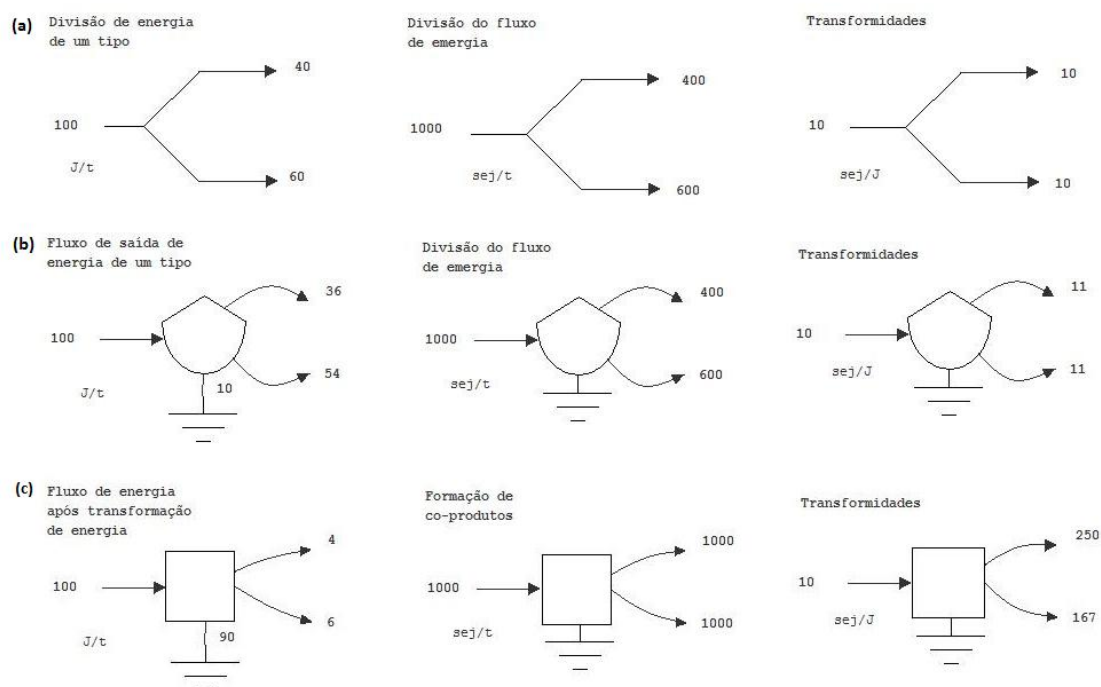 (a)
Divisão de energia
de um tipo
100
J/t
40
60
Divisão do fluxo
de emergia
1000
sej/t
400
600
Transformidades
10
sej/J
10
10
(b)
Fluxo de saída de
energia de um tipo
100
J/t
36
54
10
Divisão do fluxo
de emergia
1000
sej/t
400
600
Transformidades
10
sej/J
11
11
(c)
Fluxo de energia
após transformação
de energia
100
J/t
4
6
90
Formação de
co-produtos
1000
sej/t
1000
1000
Transformidades
10
sej/J
250
167